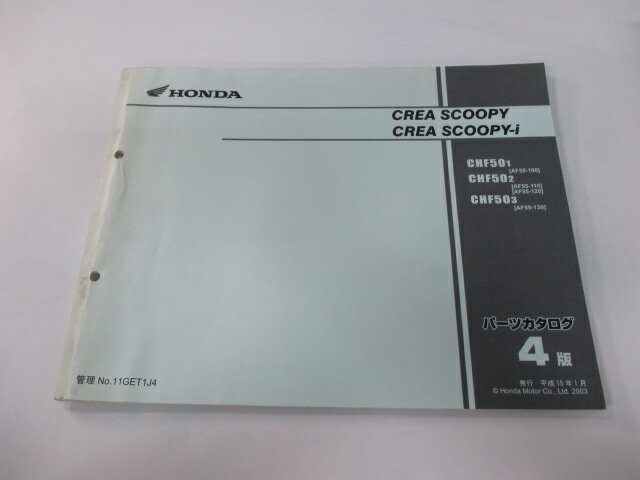 HONDA
CREA SCOOPY
CREA SCOOPY-i
CHF501
[AF55-100]
CHF502
[AF55-110]
[AF55-120]
CHF503
[AF55-130]
パーツカタログ
4版
管理 No.11GET1J4
発行 平成15年1月
© Honda Motor Co., Ltd. 2003